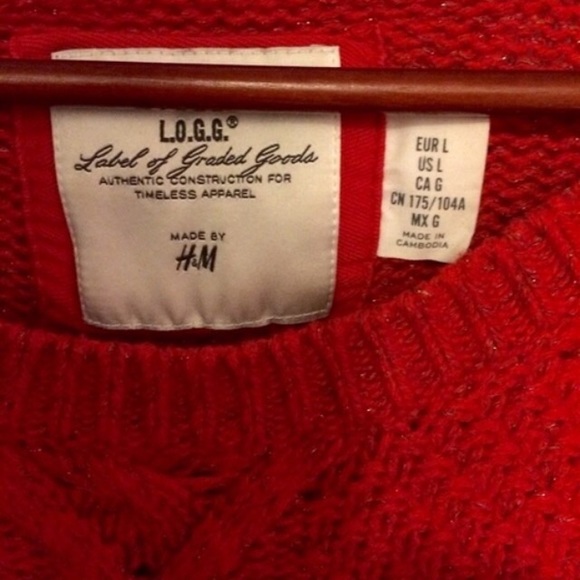 L.O.G.G.®
Label of Graded Goods
AUTHENTIC CONSTRUCTION FOR
TIMELESS APPAREL
MADE BY
H&M
EUR L
US L
CA G
CN 175/104A
MX G
MADE IN
CAMBODIA